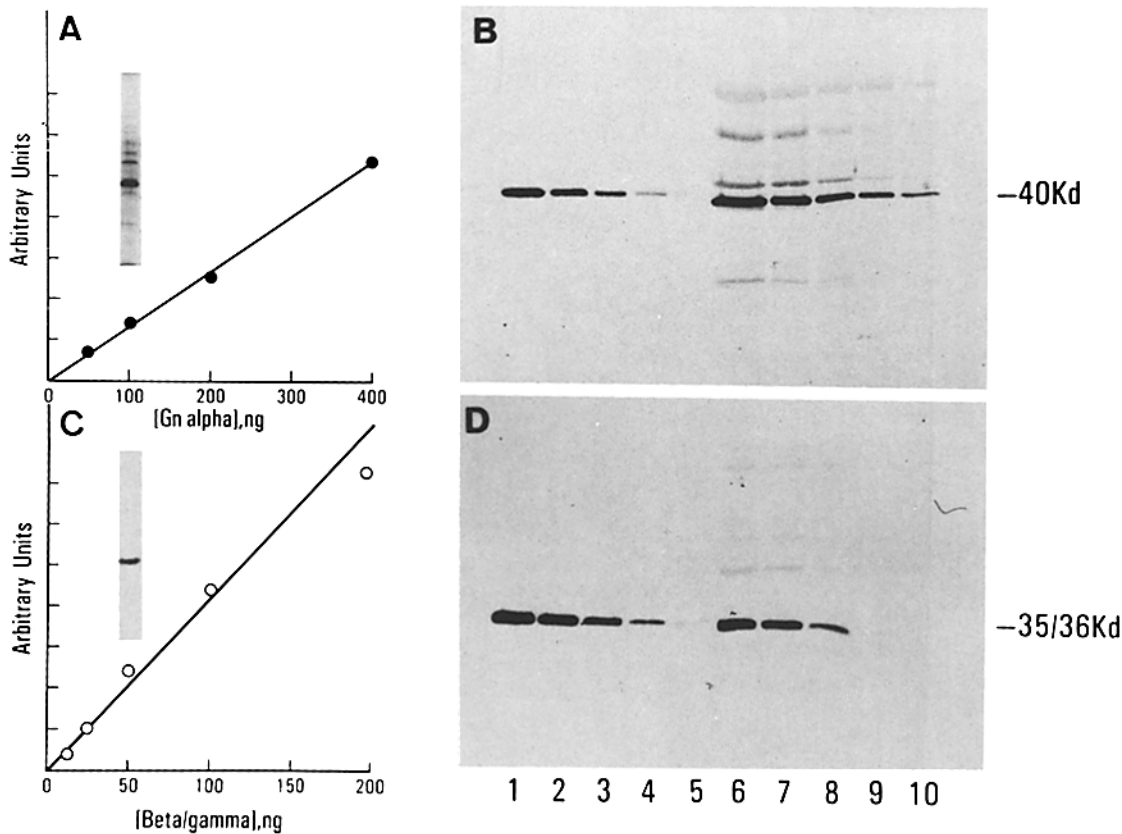 A
Arbitrary Units
0 100 200 300 400
[Gn alpha],ng
B
-40Kd
C
Arbitrary Units
0 50 100 150 200
[Beta/gamma],ng
D
-35/36Kd
1 2 3 4 5 6 7 8 9 10